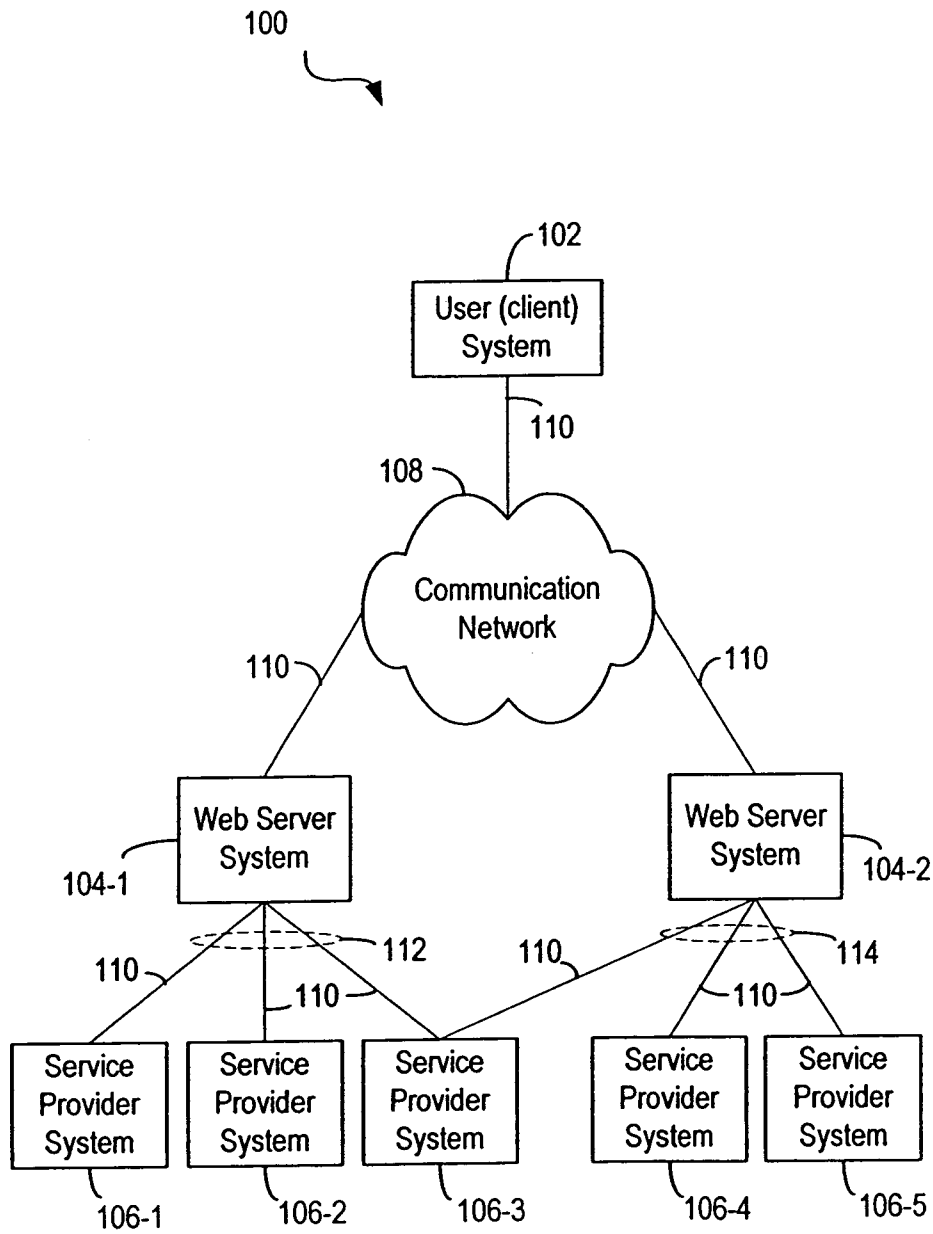 100
102
User (client)
System
110
108
Communication
Network
110
110
Web Server
System
Web Server
System
104-1
104-2
112
114
110
110
110
110
Service
Provider
System
Service
Provider
System
Service
Provider
System
Service
Provider
System
Service
Provider
System
106-1
106-2
106-3
106-4
106-5